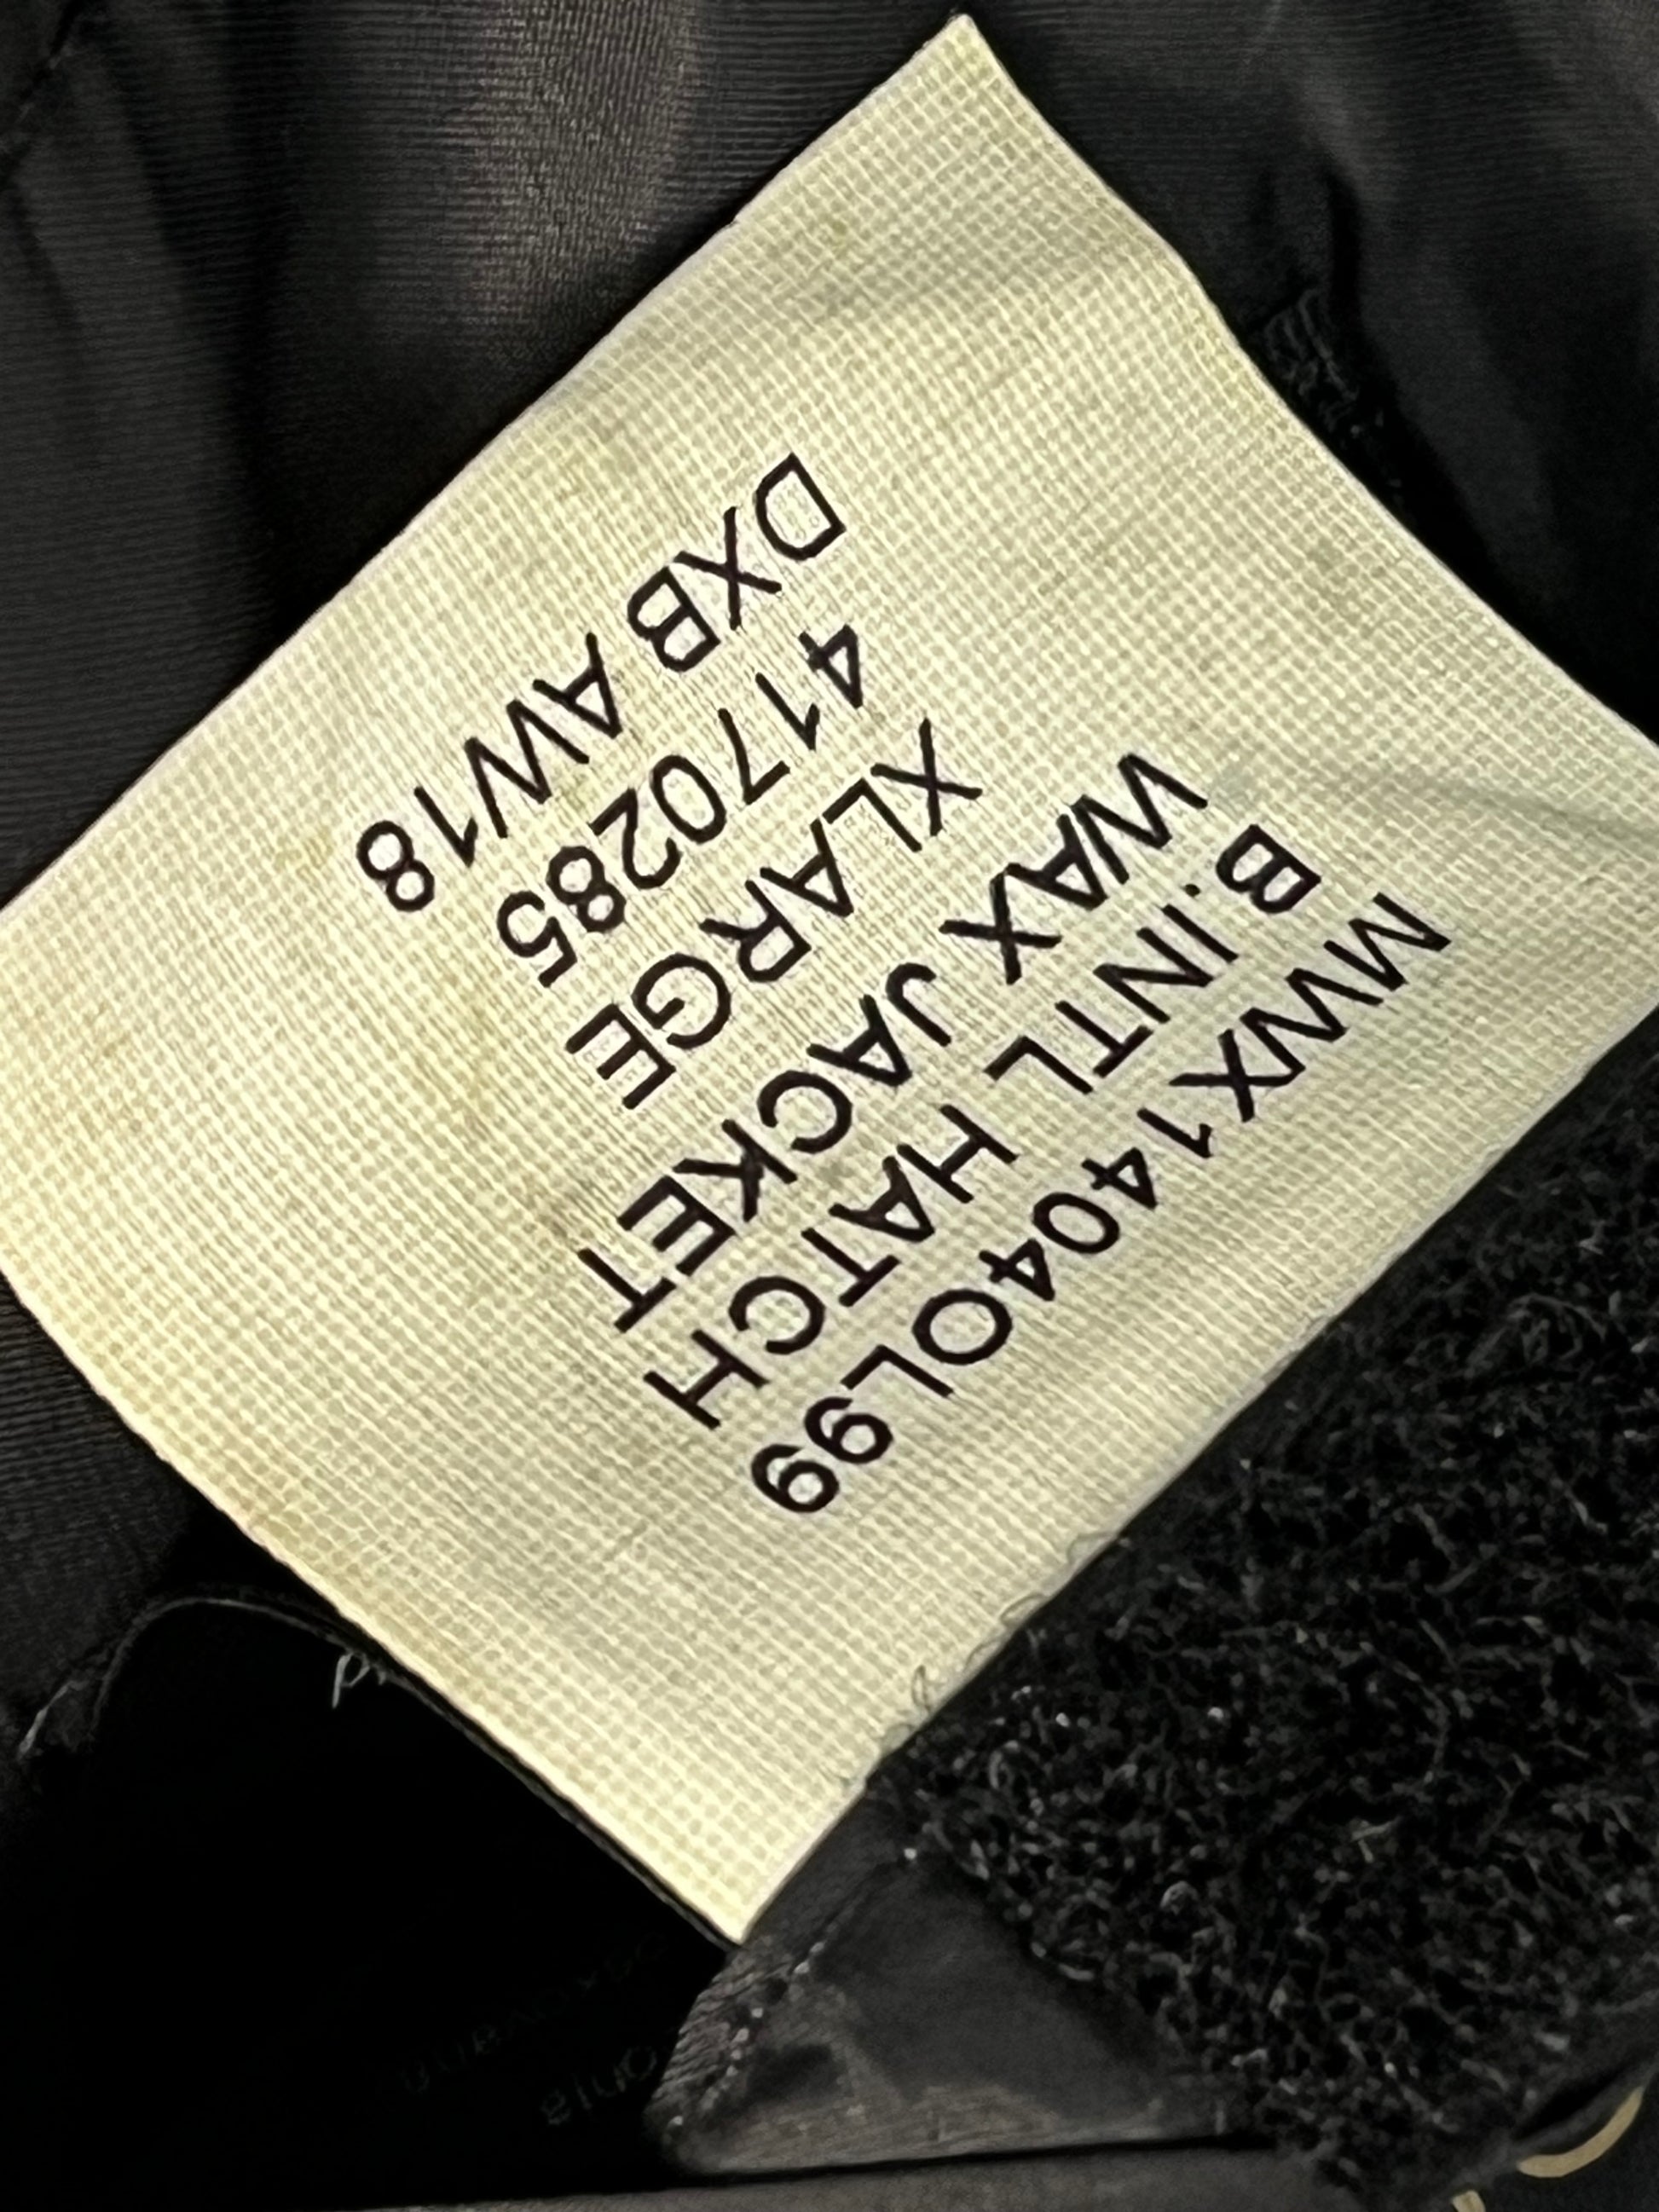 MWX1404OL99
B.INTL HATCH
WAX JACKET
XLARGE
4170285
DXB AW18